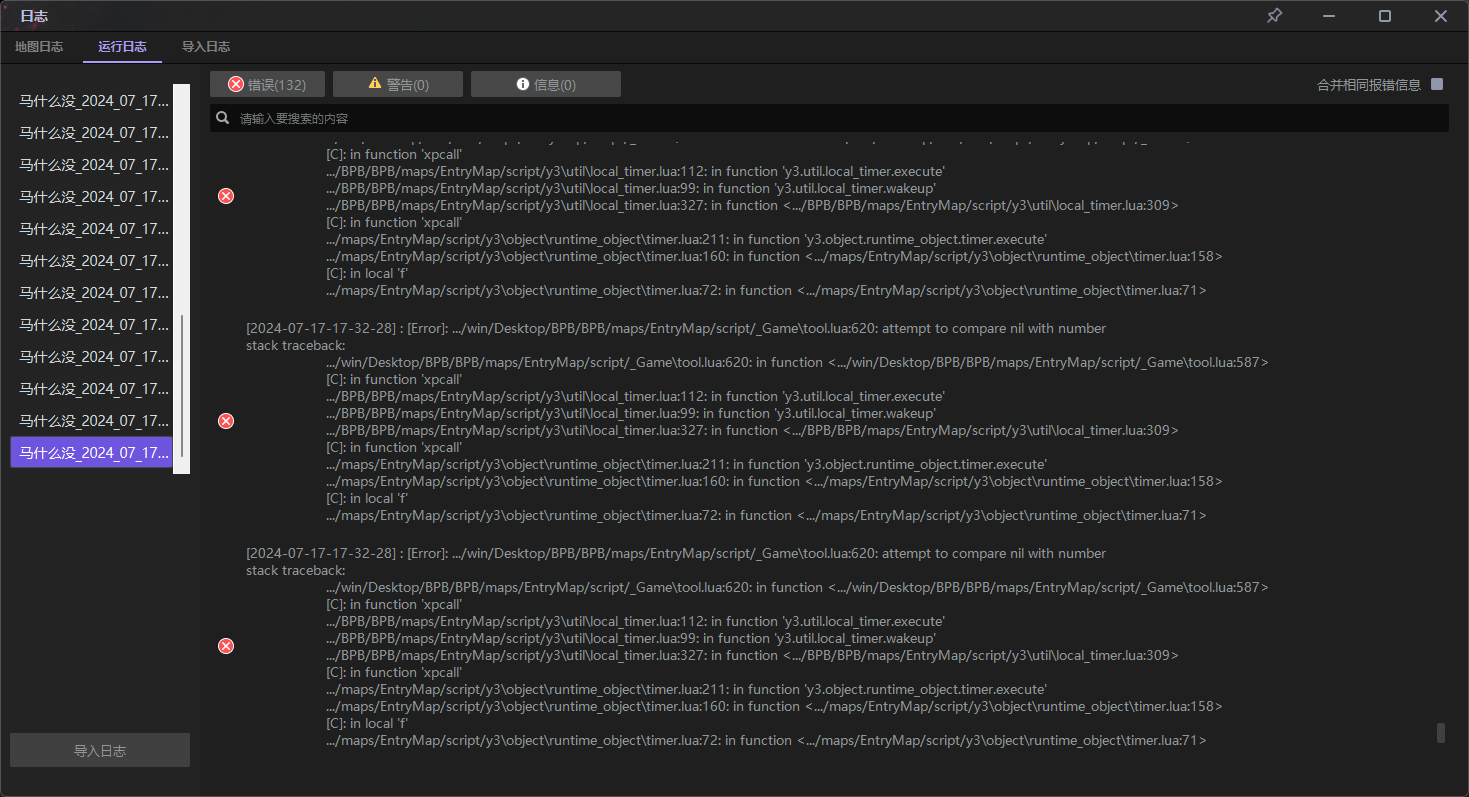 日志
地图日志 运行日志 导入日志
错误(132) 警告(0) 信息(0) 合并相同报错信息
请输入要搜索的内容
马什么没_2024_07_17...
马什么没_2024_07_17...
马什么没_2024_07_17...
马什么没_2024_07_17...
马什么没_2024_07_17...
马什么没_2024_07_17...
马什么没_2024_07_17...
马什么没_2024_07_17...
马什么没_2024_07_17...
马什么没_2024_07_17...
马什么没_2024_07_17...
马什么没_2024_07_17...
导入日志
[C]: in function 'xpcall'
.../BPB/BPB/maps/EntryMap/script/y3\util\local_timer.lua:112: in function 'y3.util.local_timer.execute'
.../BPB/BPB/maps/EntryMap/script/y3\util\local_timer.lua:99: in function 'y3.util.local_timer.wakeup'
.../BPB/BPB/maps/EntryMap/script/y3\util\local_timer.lua:327: in function <.../BPB/BPB/maps/EntryMap/script/y3\util\local_timer.lua:309>
[C]: in function 'xpcall'
.../maps/EntryMap/script/y3\object\runtime_object\timer.lua:211: in function 'y3.object.runtime_object.timer.execute'
.../maps/EntryMap/script/y3\object\runtime_object\timer.lua:160: in function <.../maps/EntryMap/script/y3\object\runtime_object\timer.lua:158>
[C]: in local 'f'
.../maps/EntryMap/script/y3\object\runtime_object\timer.lua:72: in function <.../maps/EntryMap/script/y3\object\runtime_object\timer.lua:71>
[2024-07-17-17-32-28] : [Error]: .../win/Desktop/BPB/BPB/maps/EntryMap/script/_Game\tool.lua:620: attempt to compare nil with number
stack traceback:
.../win/Desktop/BPB/BPB/maps/EntryMap/script/_Game\tool.lua:620: in function <.../win/Desktop/BPB/BPB/maps/EntryMap/script/_Game\tool.lua:587>
[C]: in function 'xpcall'
.../BPB/BPB/maps/EntryMap/script/y3\util\local_timer.lua:112: in function 'y3.util.local_timer.execute'
.../BPB/BPB/maps/EntryMap/script/y3\util\local_timer.lua:99: in function 'y3.util.local_timer.wakeup'
.../BPB/BPB/maps/EntryMap/script/y3\util\local_timer.lua:327: in function <.../BPB/BPB/maps/EntryMap/script/y3\util\local_timer.lua:309>
[C]: in function 'xpcall'
.../maps/EntryMap/script/y3\object\runtime_object\timer.lua:211: in function 'y3.object.runtime_object.timer.execute'
.../maps/EntryMap/script/y3\object\runtime_object\timer.lua:160: in function <.../maps/EntryMap/script/y3\object\runtime_object\timer.lua:158>
[C]: in local 'f'
.../maps/EntryMap/script/y3\object\runtime_object\timer.lua:72: in function <.../maps/EntryMap/script/y3\object\runtime_object\timer.lua:71>
[2024-07-17-17-32-28] : [Error]: .../win/Desktop/BPB/BPB/maps/EntryMap/script/_Game\tool.lua:620: attempt to compare nil with number
stack traceback:
.../win/Desktop/BPB/BPB/maps/EntryMap/script/_Game\tool.lua:620: in function <.../win/Desktop/BPB/BPB/maps/EntryMap/script/_Game\tool.lua:587>
[C]: in function 'xpcall'
.../BPB/BPB/maps/EntryMap/script/y3\util\local_timer.lua:112: in function 'y3.util.local_timer.execute'
.../BPB/BPB/maps/EntryMap/script/y3\util\local_timer.lua:99: in function 'y3.util.local_timer.wakeup'
.../BPB/BPB/maps/EntryMap/script/y3\util\local_timer.lua:327: in function <.../BPB/BPB/maps/EntryMap/script/y3\util\local_timer.lua:309>
[C]: in function 'xpcall'
.../maps/EntryMap/script/y3\object\runtime_object\timer.lua:211: in function 'y3.object.runtime_object.timer.execute'
.../maps/EntryMap/script/y3\object\runtime_object\timer.lua:160: in function <.../maps/EntryMap/script/y3\object\runtime_object\timer.lua:158>
[C]: in local 'f'
.../maps/EntryMap/script/y3\object\runtime_object\timer.lua:72: in function <.../maps/EntryMap/script/y3\object\runtime_object\timer.lua:71>